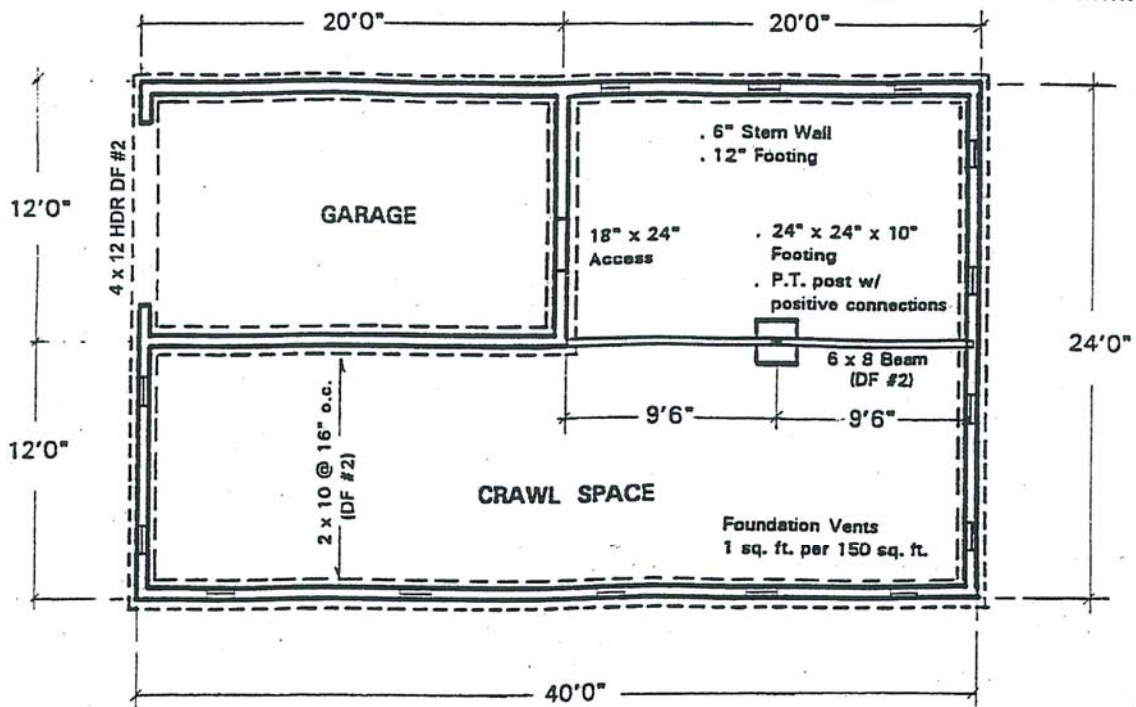 20'0"
20'0"
12'0"
4 x 12 HDR DF #2
GARAGE
. 6" Stem Wall
. 12" Footing
18" x 24"
Access
. 24" x 24" x 10"
Footing
. P.T. post w/
positive connections
24'0"
6 x 8 Beam
(DF #2)
9'6"
9'6"
12'0"
2 x 10 @ 16" o.c.
(DF #2)
CRAWL SPACE
Foundation Vents
1 sq. ft. per 150 sq. ft.
40'0"